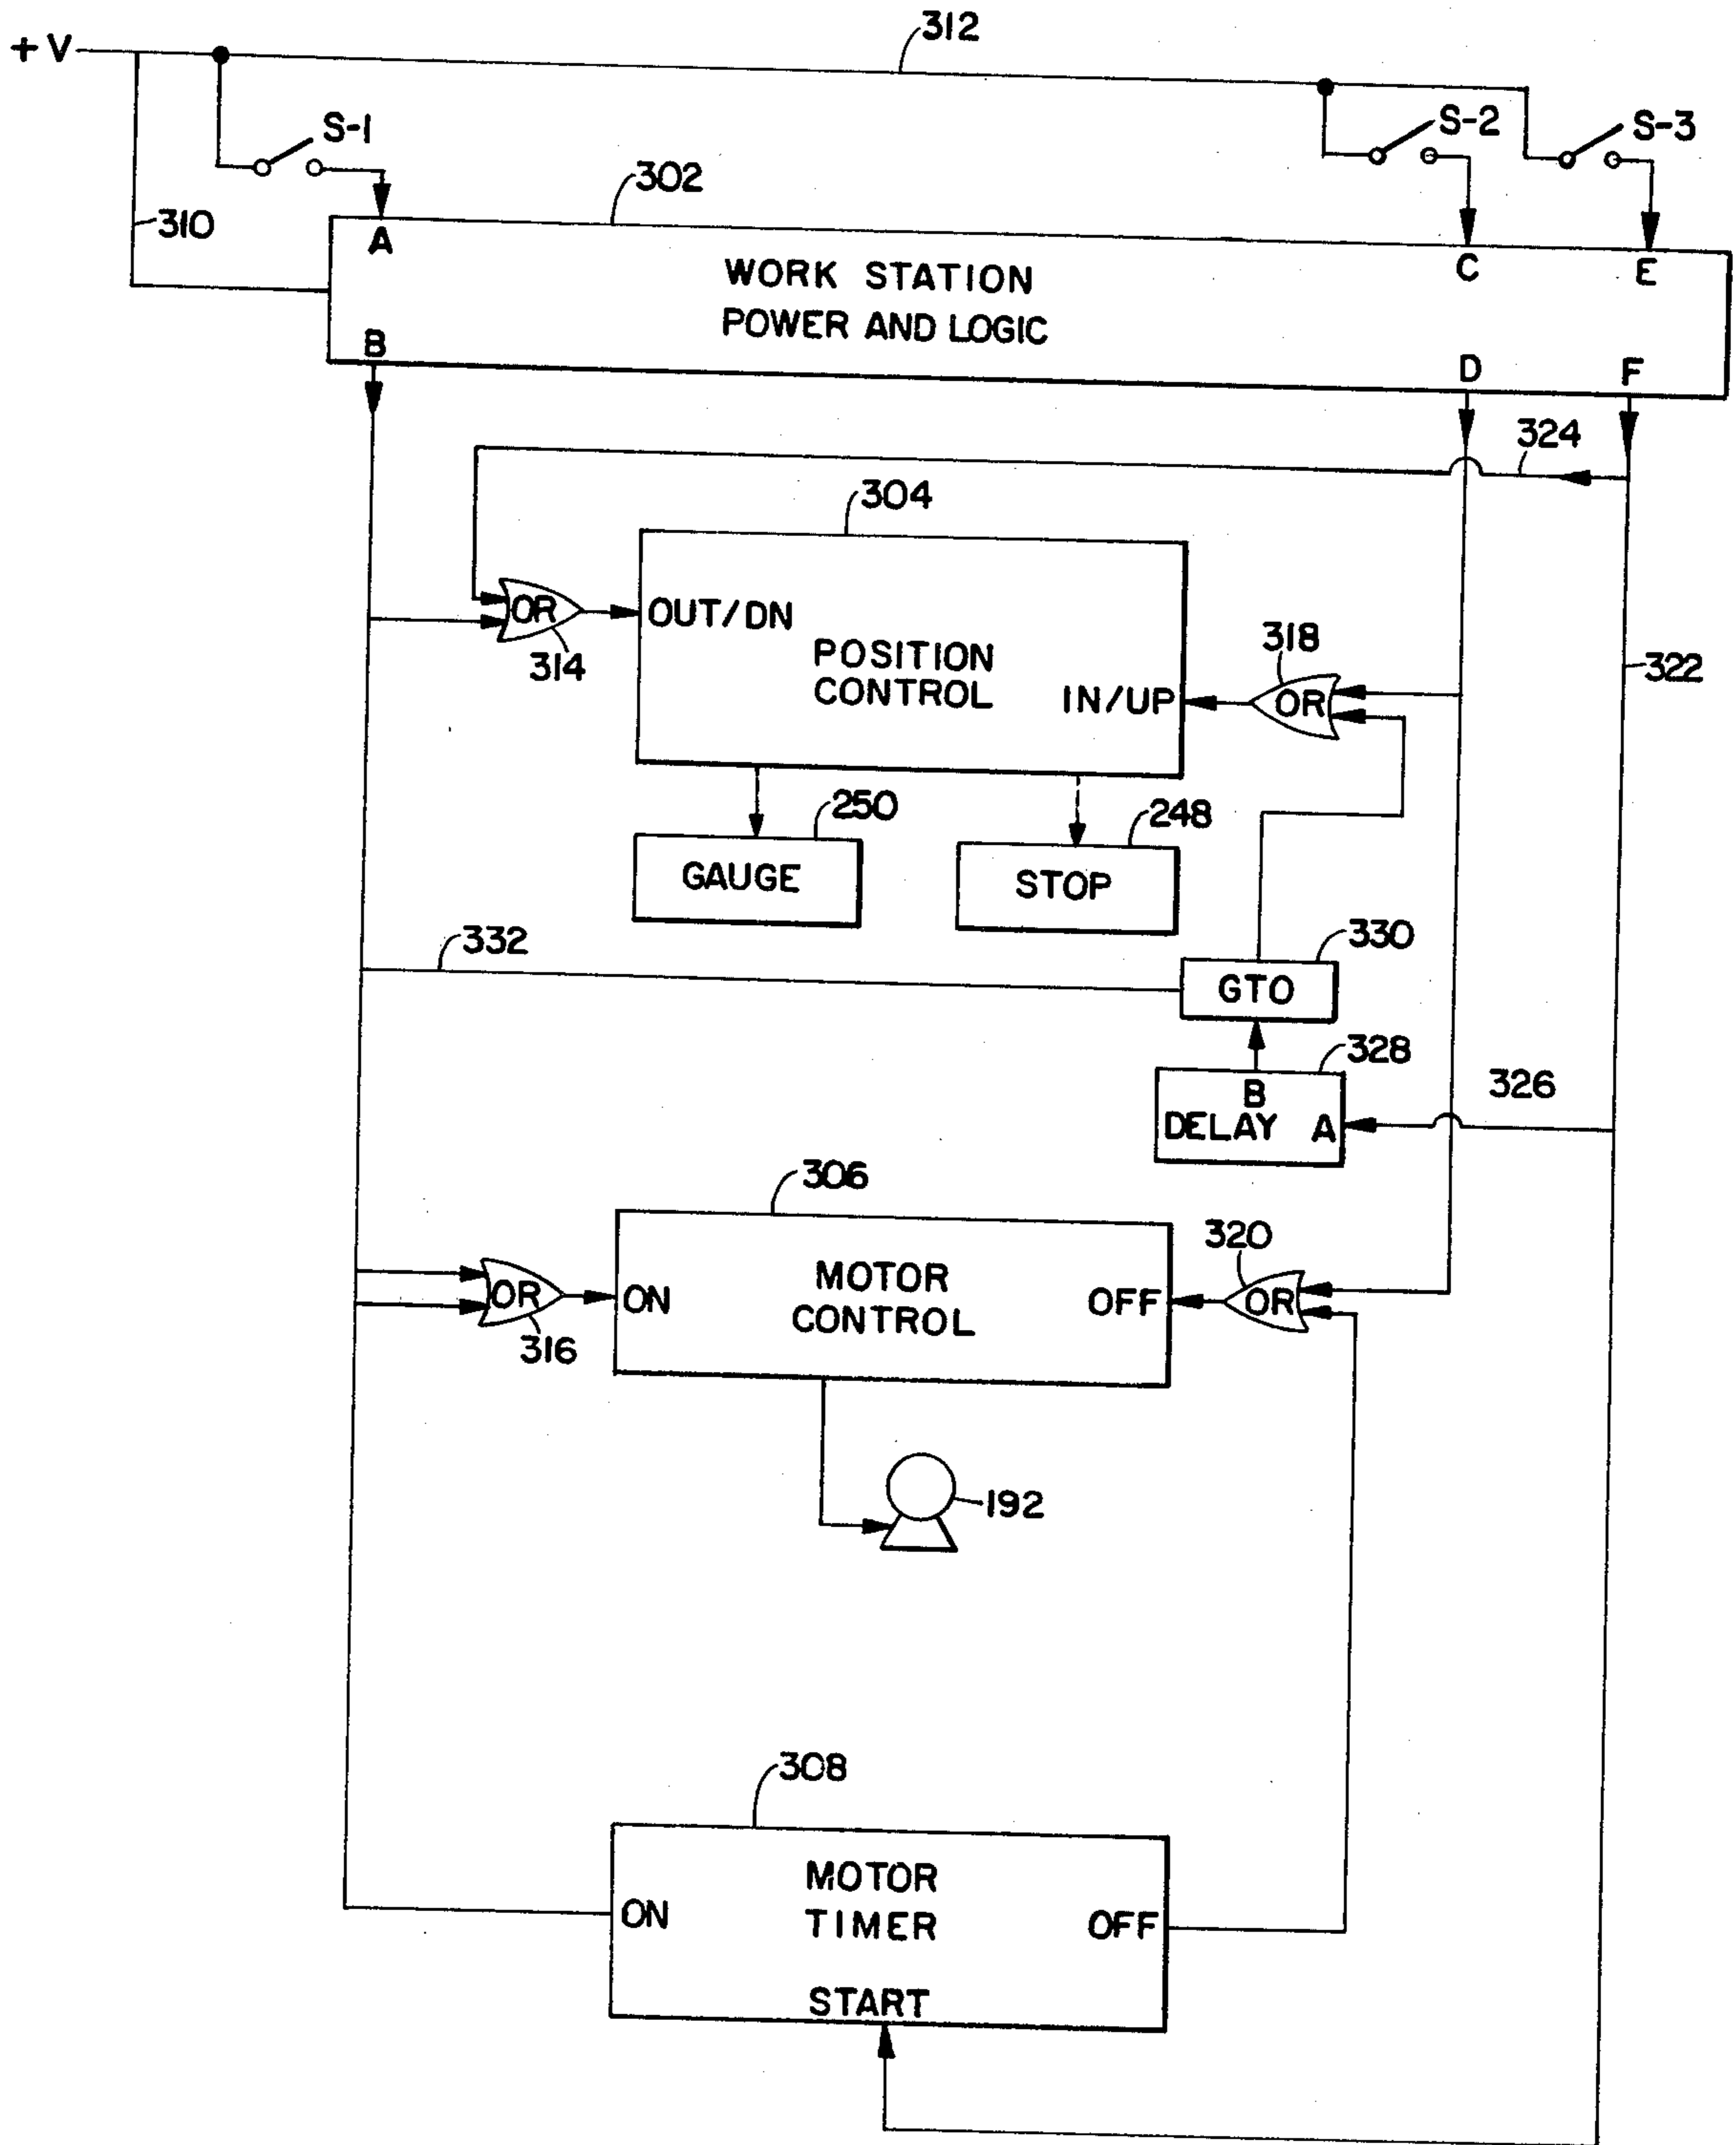 312
+V
S-1
S-2
S-3
302
310
A
C
E
WORK STATION
POWER AND LOGIC
B
D
F
324
304
OR
OUT/DN
314
POSITION
CONTROL
318
IN/UP
OR
322
250
248
GAUGE
STOP
332
330
GTO
328
326
B
DELAY A
306
320
OR
ON
MOTOR
CONTROL
OFF
OR
316
192
308
MOTOR
TIMER
ON
OFF
START